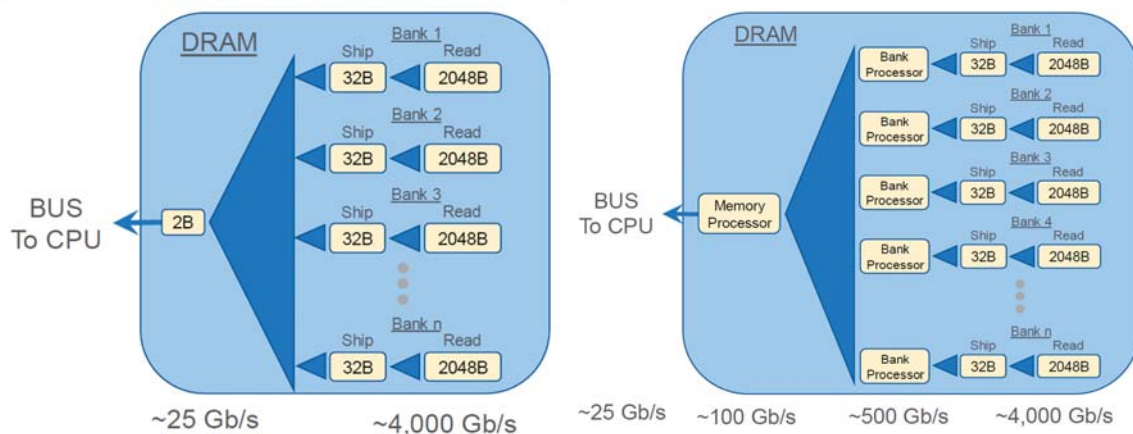 DRAM
Bank 1
Ship Read
32B 2048B
Bank 2
Ship Read
32B 2048B
Bank 3
Ship Read
BUS
To CPU
2B
32B 2048B
Bank n
Ship Read
32B 2048B
~25 Gb/s ~4,000 Gb/s
DRAM
Bank 1
Ship Read
Bank
Processor
32B 2048B
Bank 2
Ship Read
Bank
Processor
32B 2048B
Bank 3
Ship Read
Bank
Processor
32B 2048B
BUS
To CPU
Memory
Processor
Bank 4
Ship Read
Bank
Processor
32B 2048B
Bank n
Ship Read
Bank
Processor
32B 2048B
~25 Gb/s ~100 Gb/s ~500 Gb/s ~4,000 Gb/s